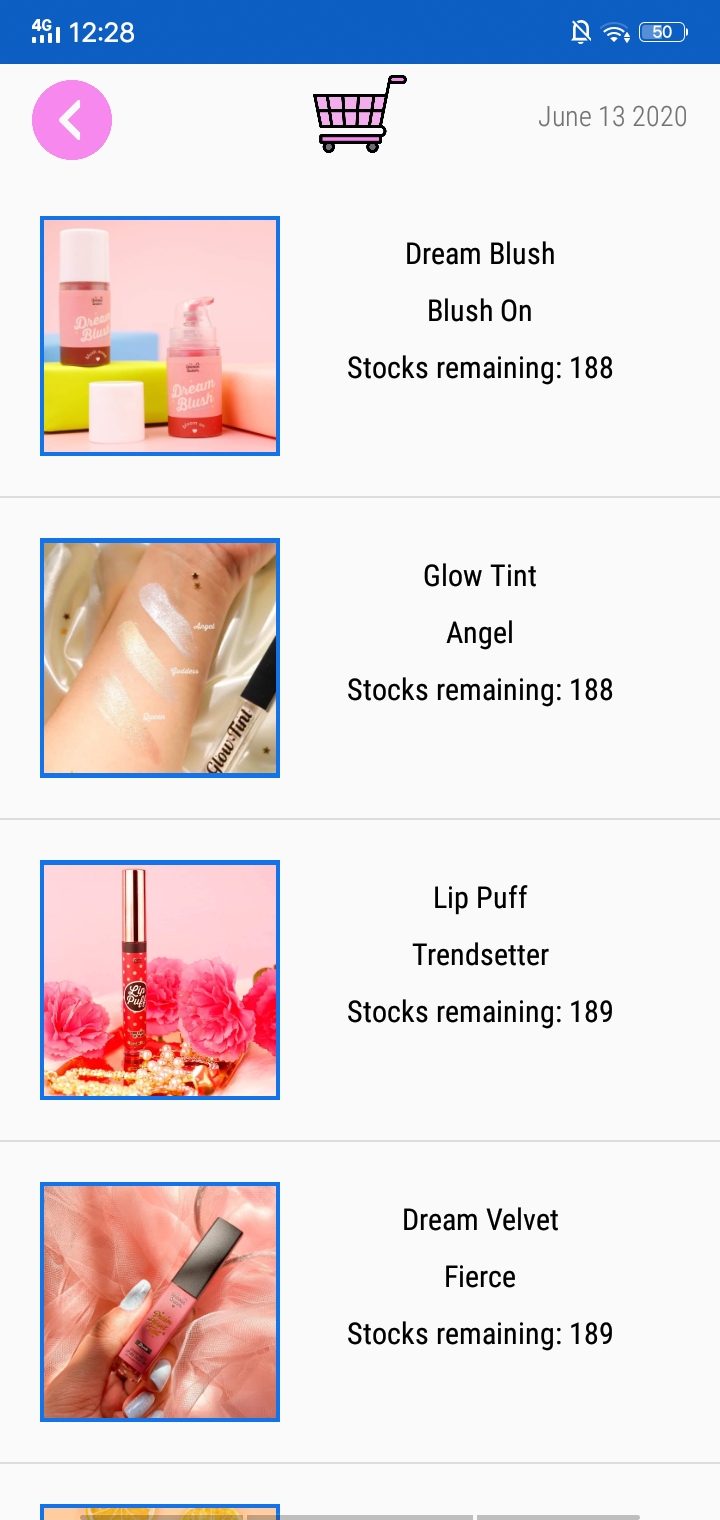 4G 12:28 50
June 13 2020
Dream Blush
Blush On
Stocks remaining: 188
Dream
Blush
Dream
Blush
Glow Tint
Angel
Stocks remaining: 188
Angel
Goddess
Queen
Glow Tint
Lip Puff
Trendsetter
Stocks remaining: 189
Lip
Puff
Dream Velvet
Fierce
Stocks remaining: 189